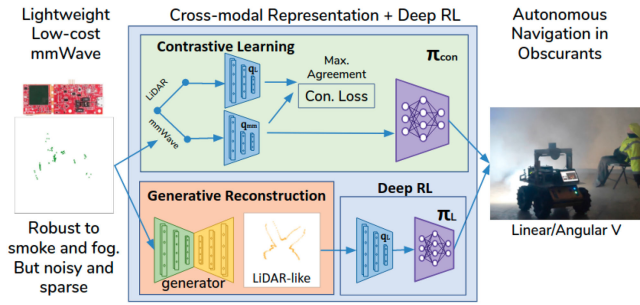 Lightweight
Low-cost
mmWave
Robust to
smoke and fog.
But noisy and
sparse
Cross-modal Representation + Deep RL
Contrastive Learning
LiDAR
mmWave
qL
qmm
Max.
Agreement
Con. Loss
πcon
Generative Reconstruction
generator
LiDAR-like
Deep RL
qL
πL
Autonomous
Navigation in
Obscurants
Linear/Angular V